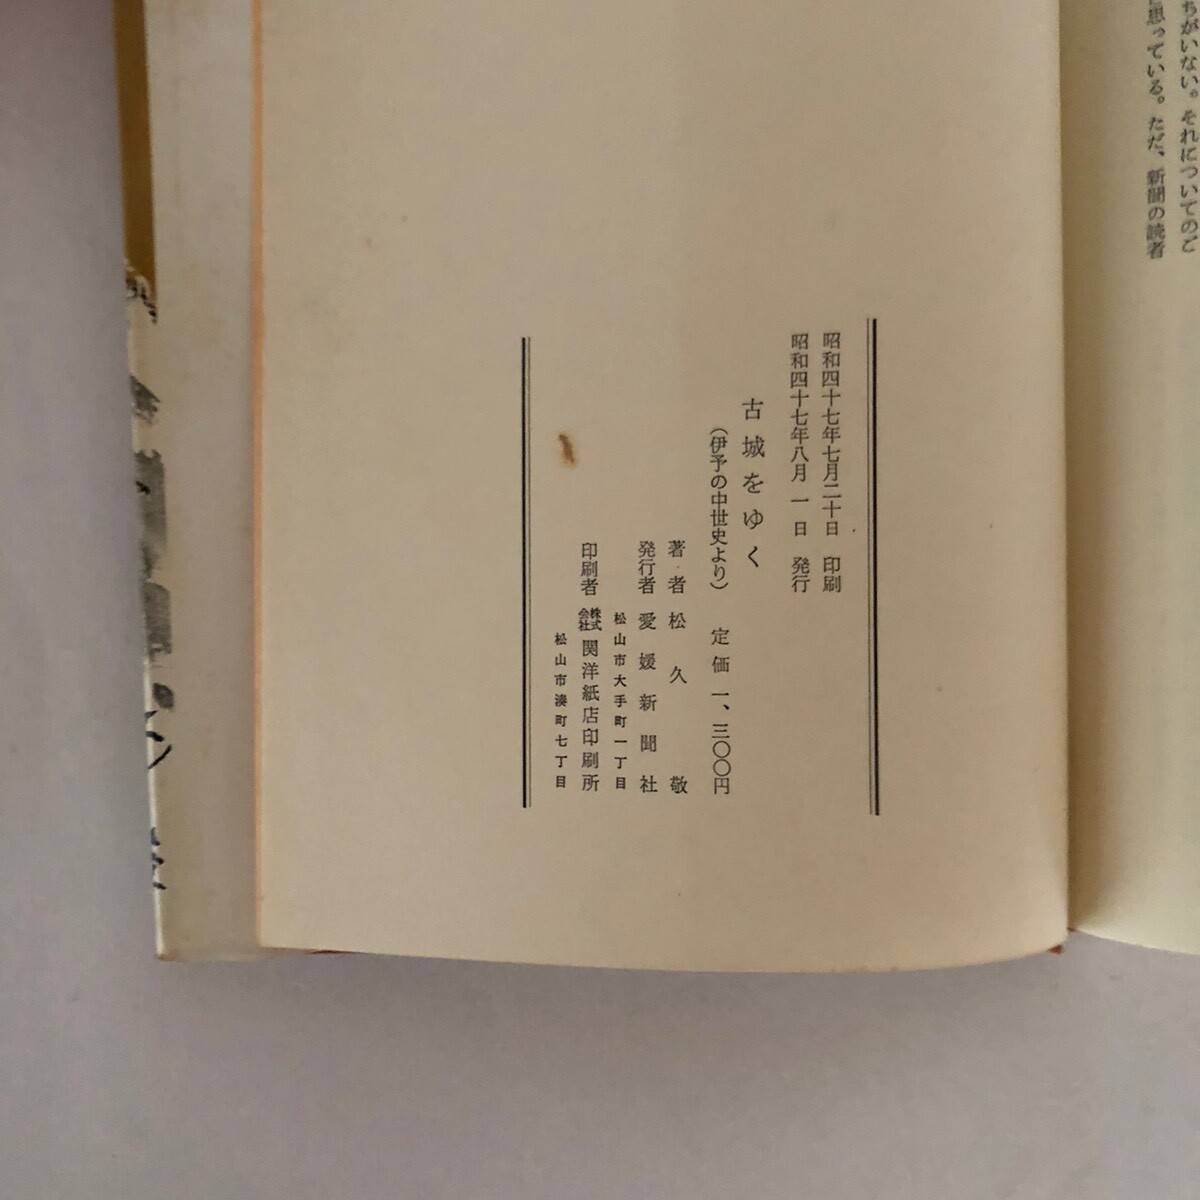 ちがいない。それについてのご
に思っている。ただ、新聞の読者
昭和四十七年七月二十日 印刷
昭和四十七年八月一日 発行
古城をゆく
(伊予の中世史より) 定価 一、三〇〇円
著者 松久敬
発行者 愛媛新聞社
松山市大手町一丁目
印刷者 株式会社 関洋紙店印刷所
松山市湊町七丁目